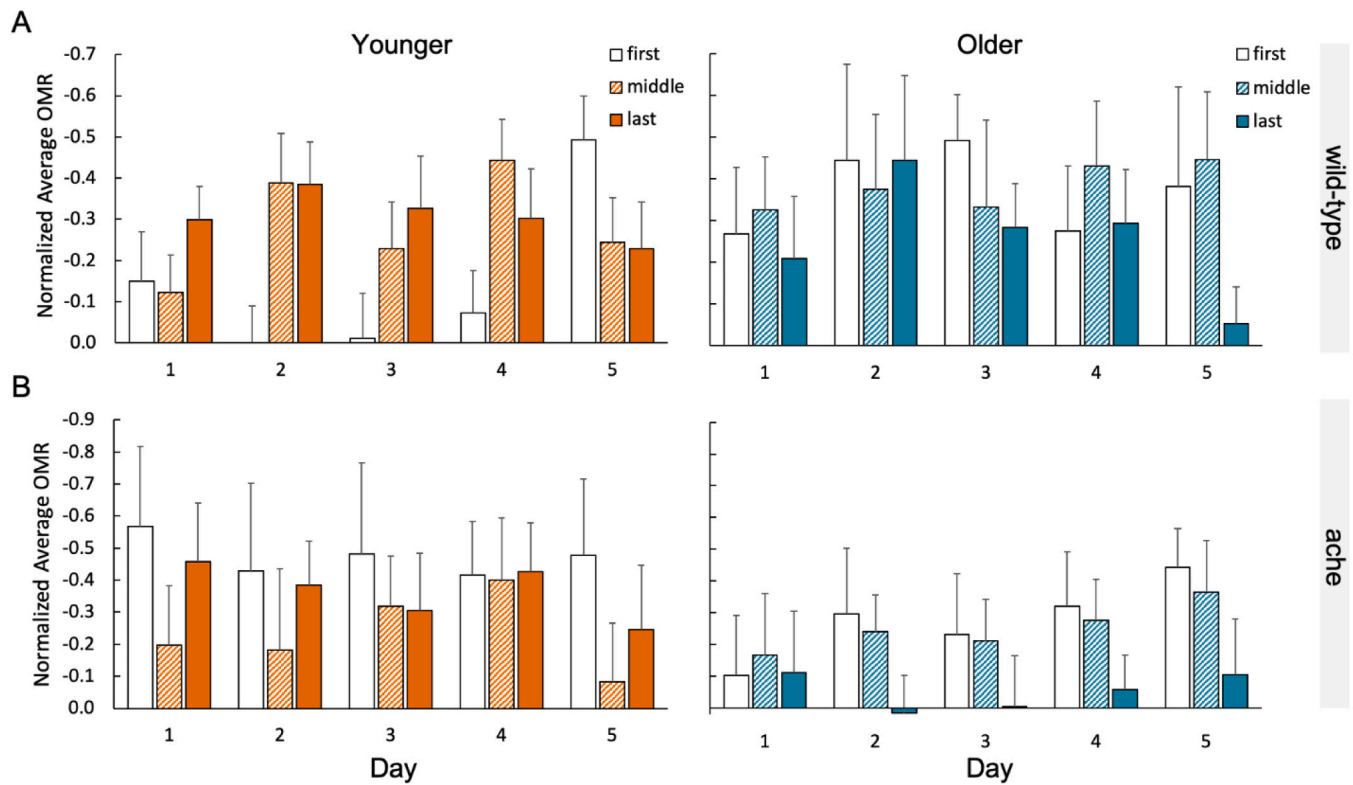 A
Younger
Older
first
middle
last
first
middle
last
Normalized Average OMR
-0.7
-0.6
-0.5
-0.4
-0.3
-0.2
-0.1
0.0
1 2 3 4 5
1 2 3 4 5
wild-type
B
Normalized Average OMR
-0.9
-0.8
-0.7
-0.6
-0.5
-0.4
-0.3
-0.2
-0.1
0.0
1 2 3 4 5
1 2 3 4 5
Day
Day
ache